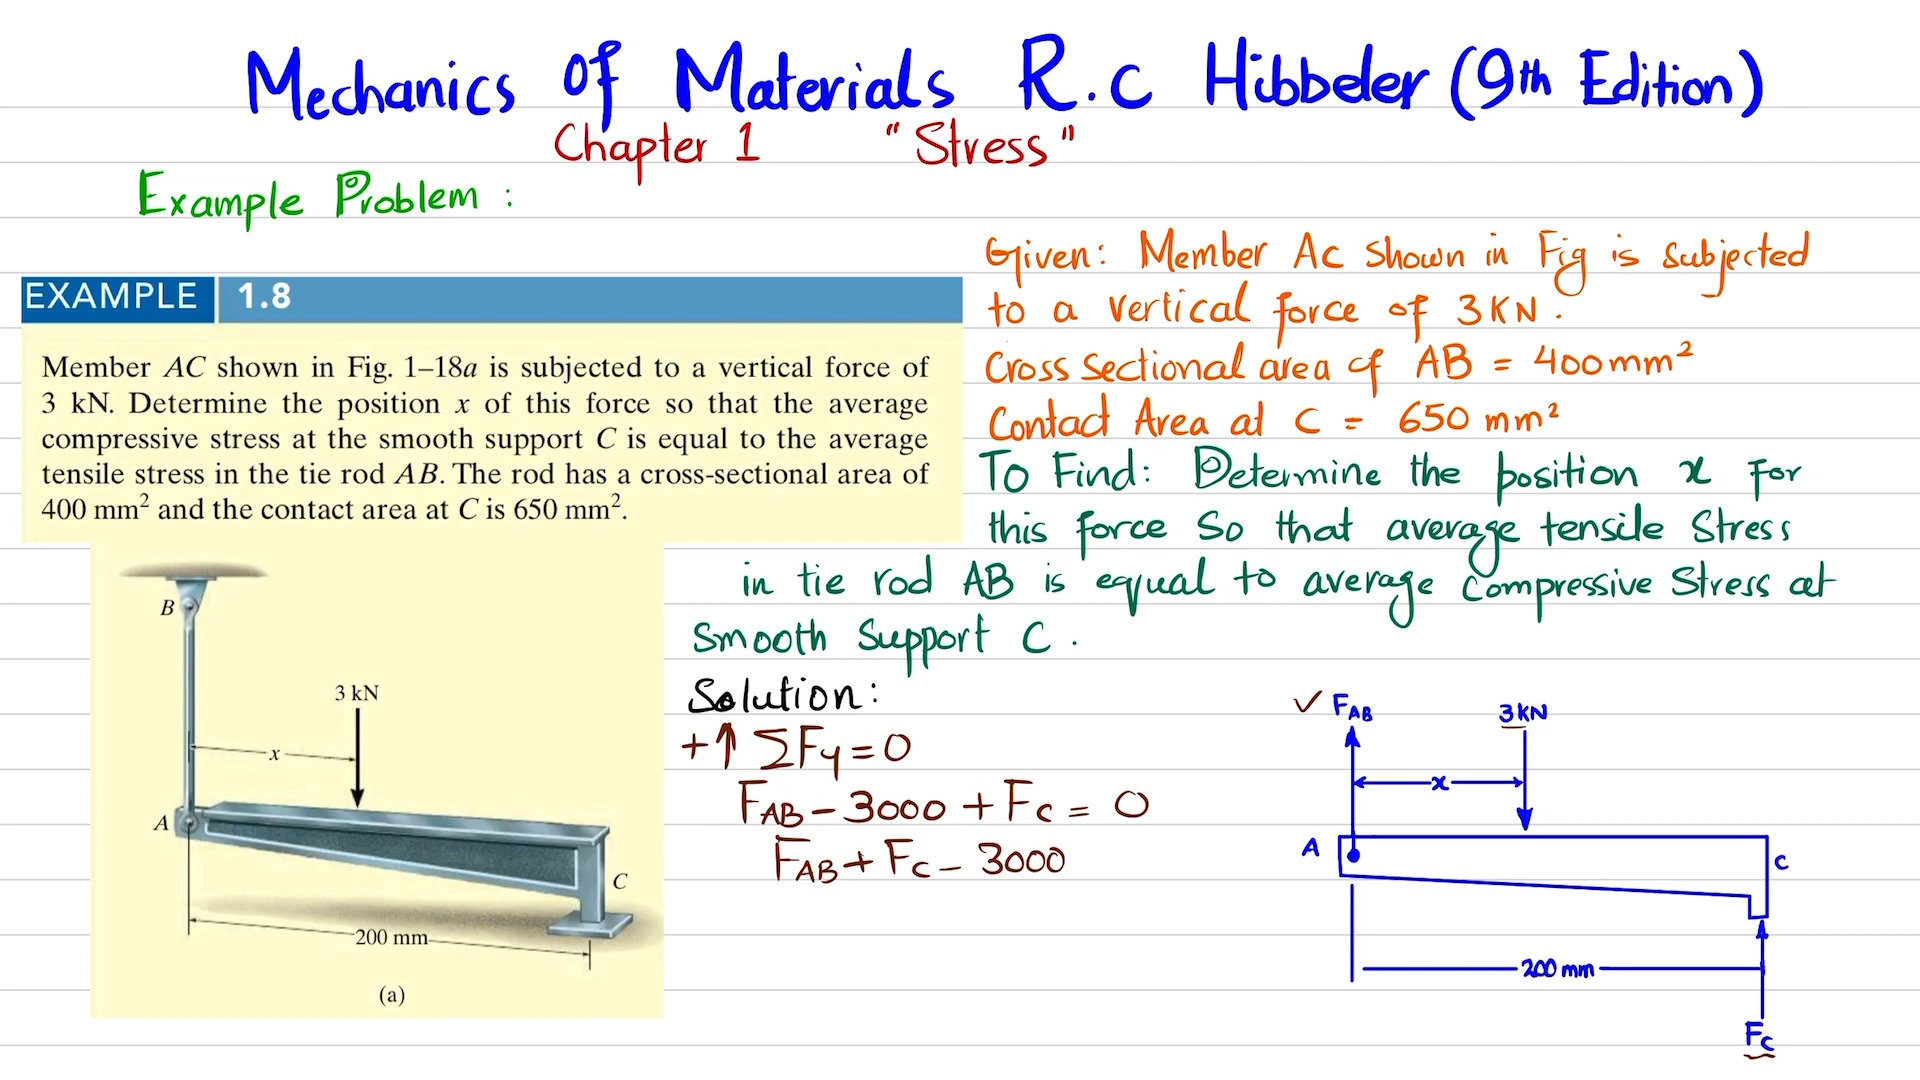 Mechanics of Materials R.C Hibbeler (9th Edition)
Chapter 1 "Stress"
Example Problem :
EXAMPLE 1.8
Member AC shown in Fig. 1–18a is subjected to a vertical force of
3 kN. Determine the position x of this force so that the average
compressive stress at the smooth support C is equal to the average
tensile stress in the tie rod AB. The rod has a cross-sectional area of
400 mm² and the contact area at C is 650 mm².
B
3 kN
x
A
C
200 mm
(a)
Given: Member AC shown in Fig is subjected
to a vertical force of 3KN .
Cross Sectional area of AB = 400mm²
Contact Area at C = 650 mm²
To Find: Determine the position x For
this force So that average tensile Stress
in tie rod AB is equal to average Compressive Stress at
Smooth Support C .
Solution:
+↑ ΣFy = 0
FAB – 3000 + Fc = 0
FAB + Fc – 3000
✓ FAB
3KN
x
A
C
200 mm
Fc